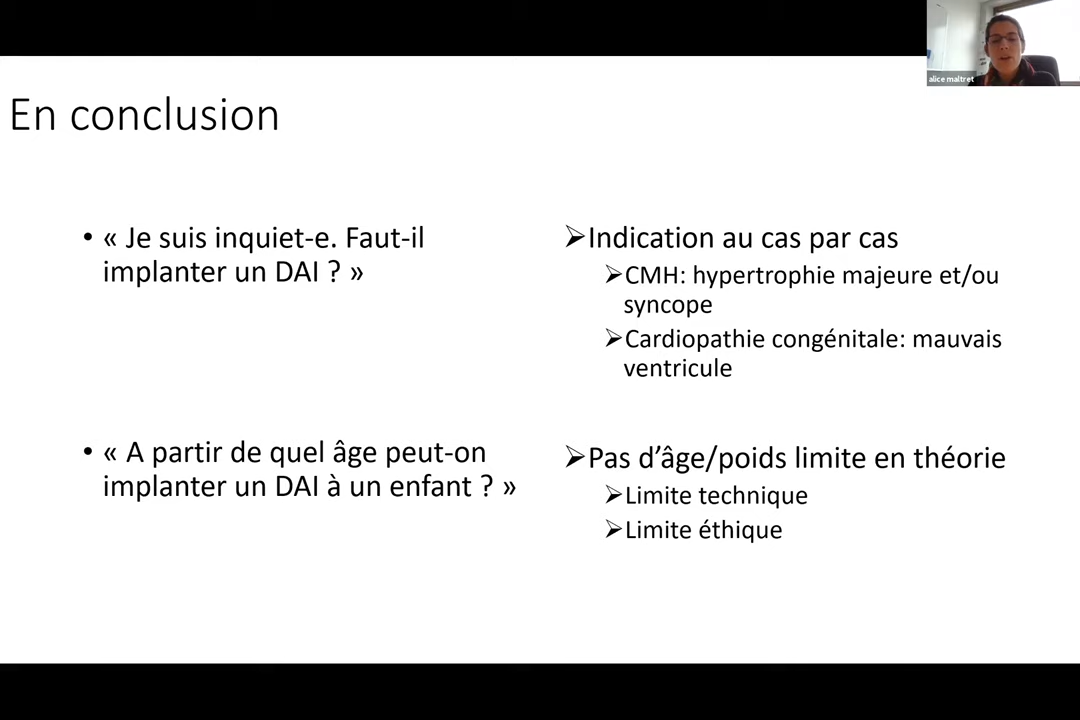 alice maltret
En conclusion
• « Je suis inquiet-e. Faut-il
implanter un DAI ? »
➢Indication au cas par cas
➢CMH: hypertrophie majeure et/ou
syncope
➢Cardiopathie congénitale: mauvais
ventricule
• « A partir de quel âge peut-on
implanter un DAI à un enfant ? »
➢Pas d’âge/poids limite en théorie
➢Limite technique
➢Limite éthique